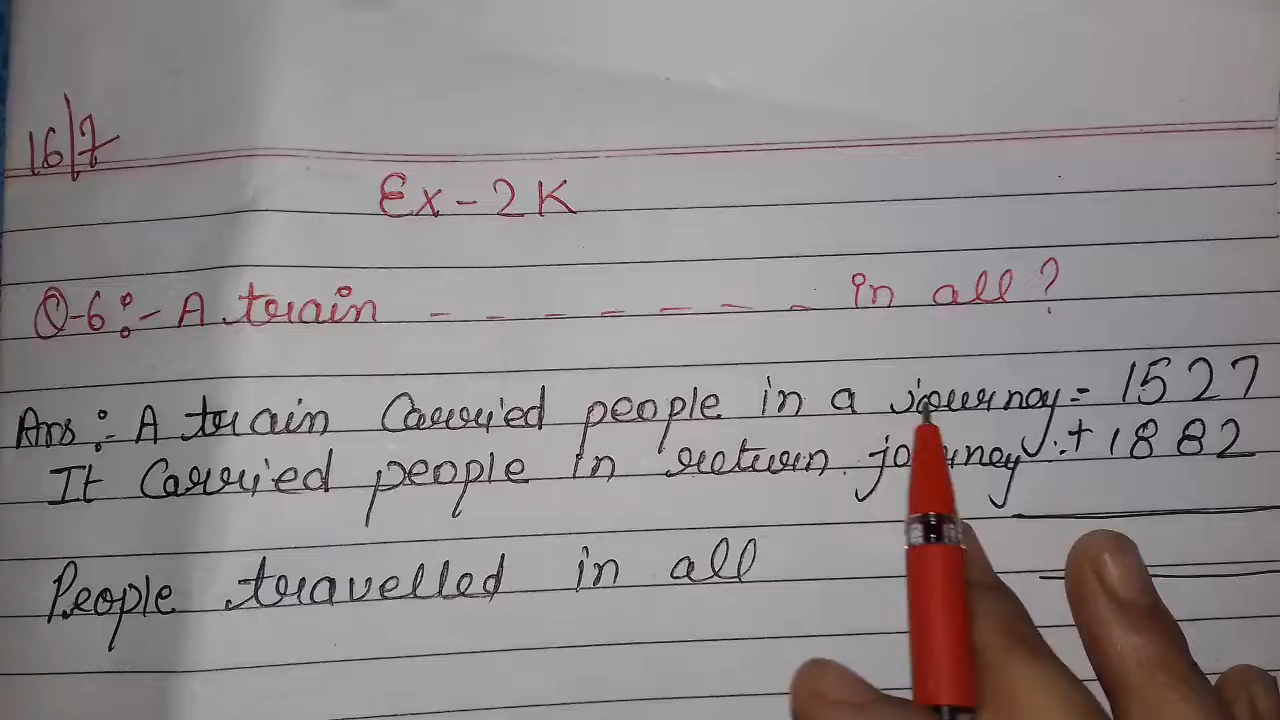 16/7
Ex-2K
Q-6:- A train - - - - - - - - in all?
Ans:- A train Carried people in a journey = 1527
It Carried people in return journey :+ 1882
People travelled in all